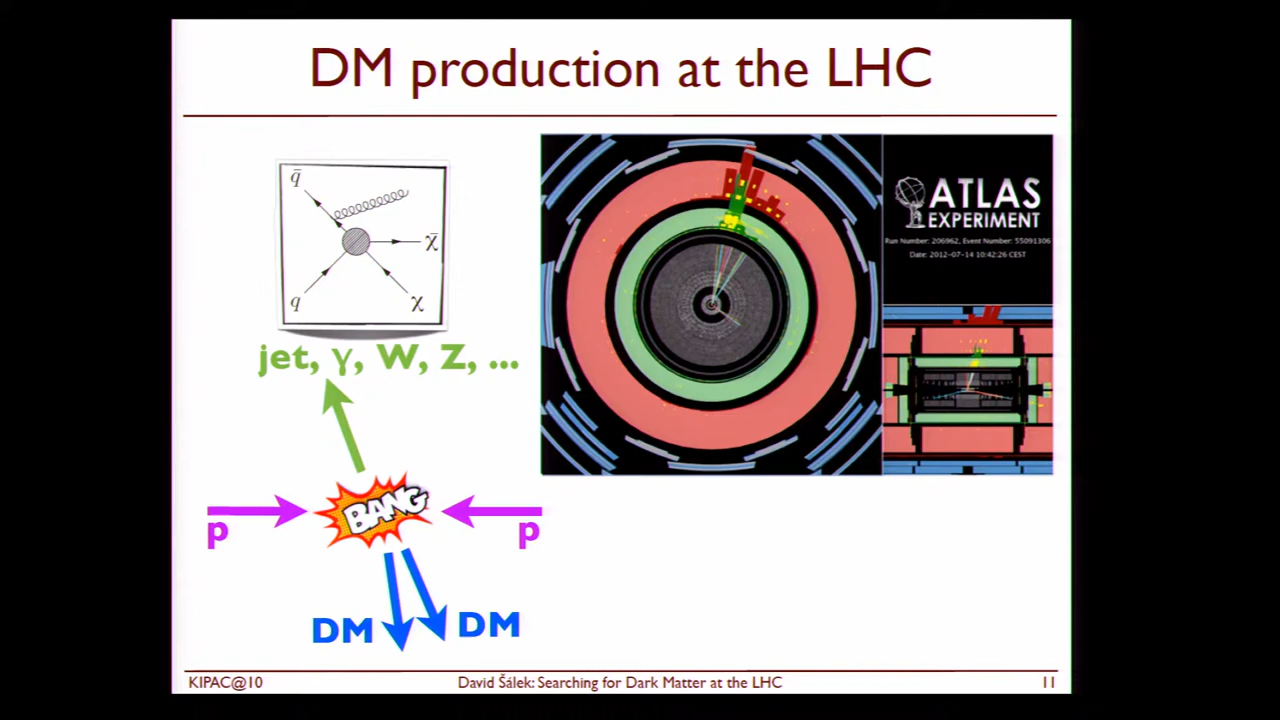 DM production at the LHC
q̄
χ̄
q
χ
jet, γ, W, Z, ...
ATLAS
EXPERIMENT
Run Number: 206962, Event Number: 55091306
Date: 2012-07-14 10:42:26 CEST
BANG
p
p
DM
DM
KIPAC@10
David Šálek: Searching for Dark Matter at the LHC
11